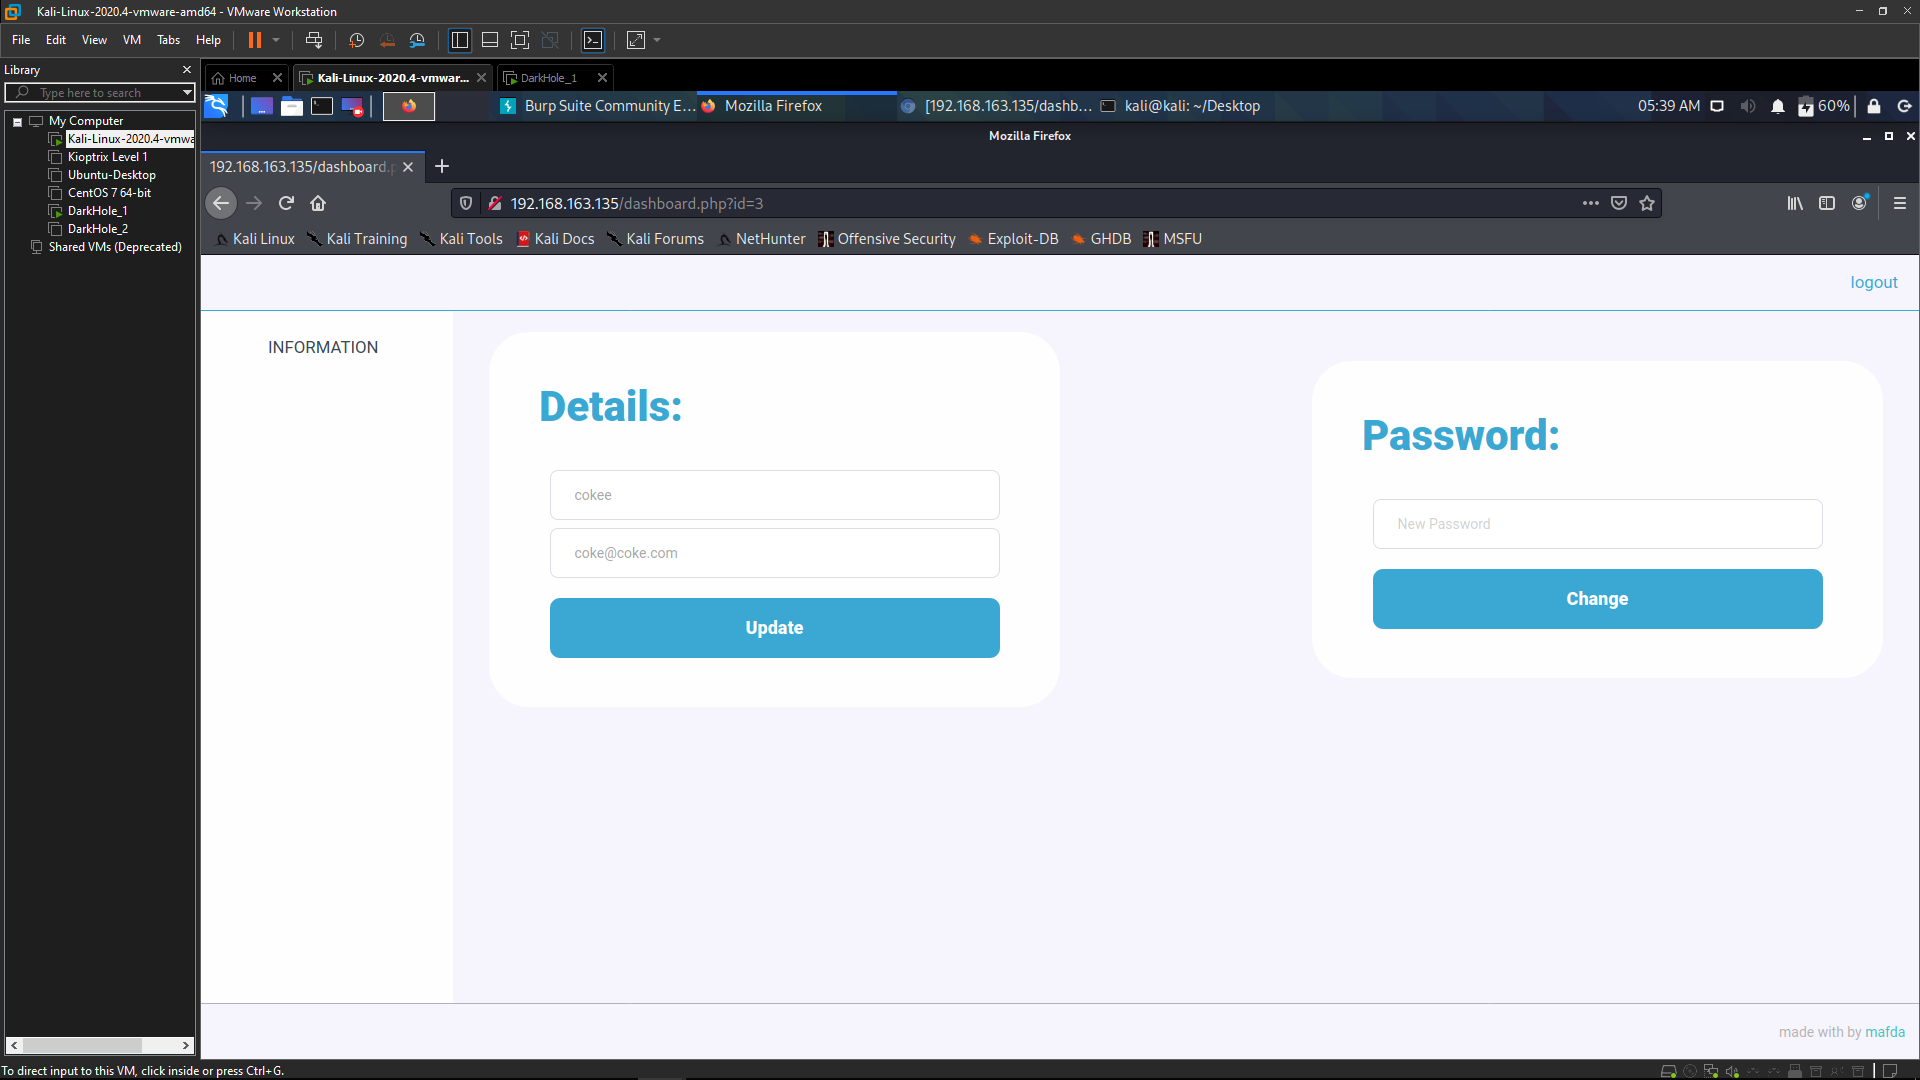 Kali-Linux-2020.4-vmware-amd64 - VMware Workstation
File Edit View VM Tabs Help
Library
Type here to search
My Computer
Kali-Linux-2020.4-vmwa
Kioptrix Level 1
Ubuntu-Desktop
CentOS 7 64-bit
DarkHole_1
DarkHole_2
Shared VMs (Deprecated)
Home Kali-Linux-2020.4-vmwar... DarkHole_1
Burp Suite Community E... Mozilla Firefox [192.168.163.135/dashb... kali@kali: ~/Desktop 05:39 AM 60%
Mozilla Firefox
192.168.163.135/dashboard.p
192.168.163.135/dashboard.php?id=3
Kali Linux Kali Training Kali Tools Kali Docs Kali Forums NetHunter Offensive Security Exploit-DB GHDB MSFU
logout
INFORMATION
Details:
cokee
coke@coke.com
Update
Password:
New Password
Change
made with by mafda
To direct input to this VM, click inside or press Ctrl+G.